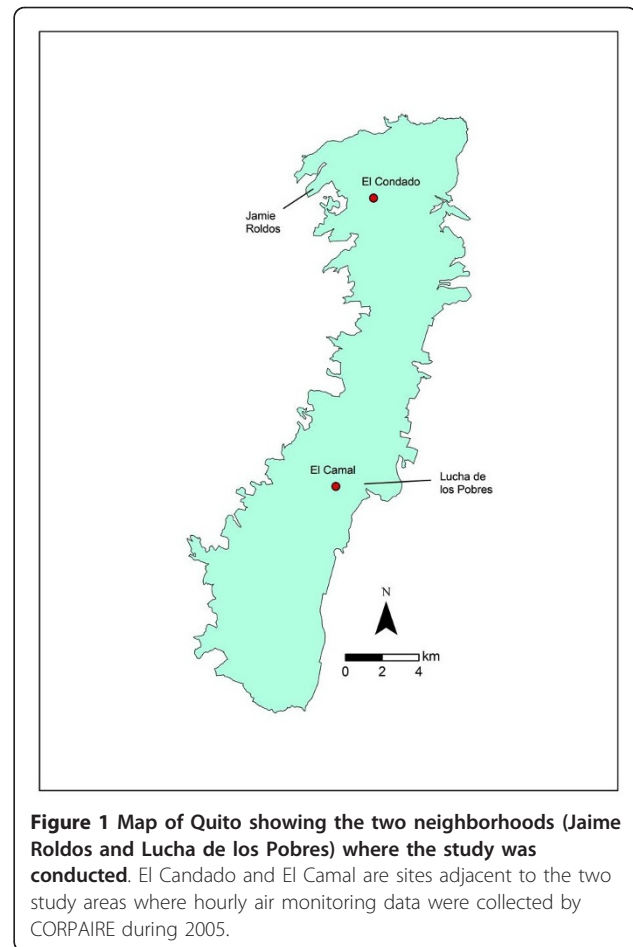 El Condado
Jamie
Roldos
El Camal
Lucha de
los Pobres
N
km
0 2 4
Figure 1 Map of Quito showing the two neighborhoods (Jaime
Roldos and Lucha de los Pobres) where the study was
conducted. El Candado and El Camal are sites adjacent to the two
study areas where hourly air monitoring data were collected by
CORPAIRE during 2005.